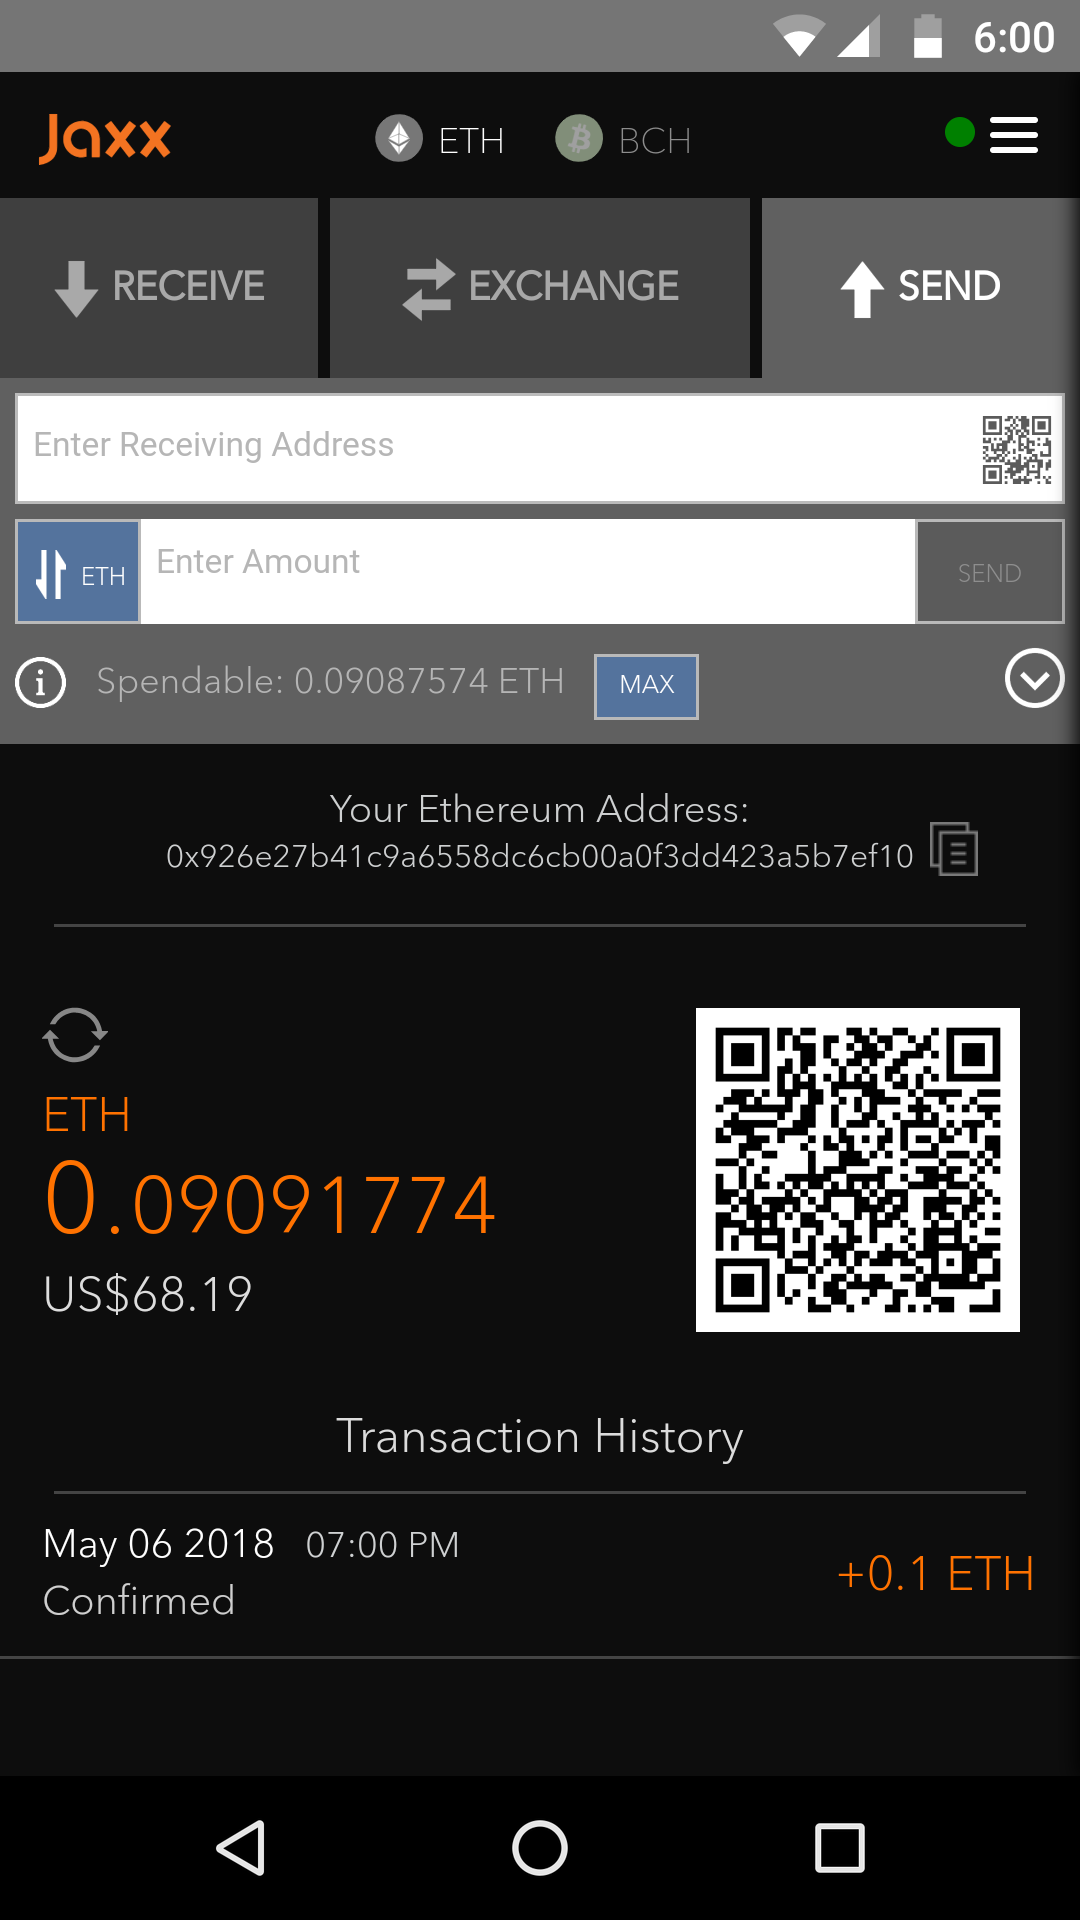 6:00
Jaxx
ETH BCH
RECEIVE EXCHANGE SEND
Enter Receiving Address
ETH Enter Amount SEND
Spendable: 0.09087574 ETH MAX
Your Ethereum Address:
0x926e27b41c9a6558dc6cb00a0f3dd423a5b7ef10
ETH
0.09091774
US$68.19
Transaction History
May 06 2018 07:00 PM
Confirmed
+0.1 ETH